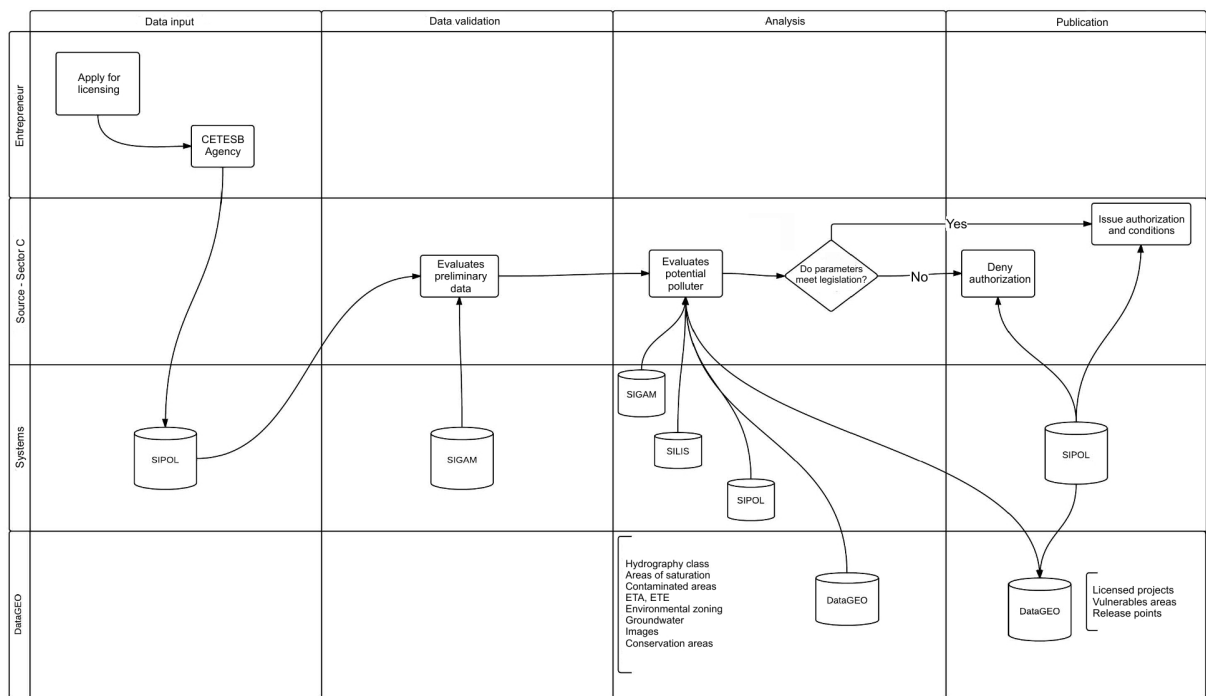 Data input
Data validation
Analysis
Publication
Entrepreneur
Apply for
licensing
CETESB
Agency
Source - Sector C
Evaluates
preliminary
data
Evaluates
potential
polluter
Do parameters
meet legislation?
Yes
No
Deny
authorization
Issue authorization
and conditions
Systems
SIPOL
SIGAM
SIGAM
SILIS
SIPOL
SIPOL
DataGEO
Hydrography class
Areas of saturation
Contaminated areas
ETA, ETE
Environmental zoning
Groundwater
Images
Conservation areas
DataGEO
DataGEO
Licensed projects
Vulnerables areas
Release points